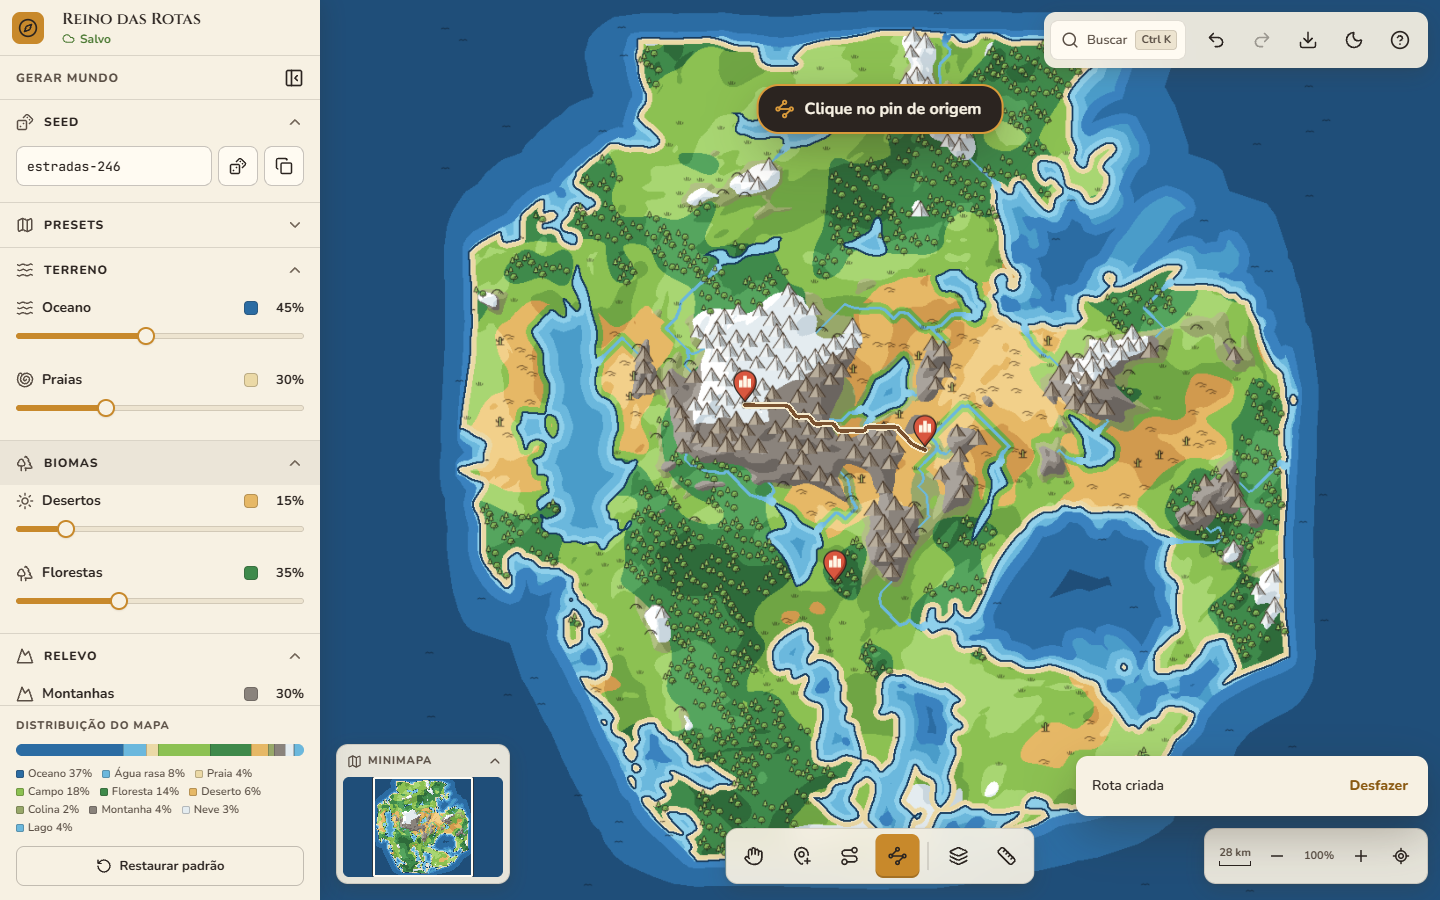 Reino das Rotas
Salvo
GERAR MUNDO
SEED
estradas-246
PRESETS
TERRENO
Oceano 45%
Praias 30%
BIOMAS
Desertos 15%
Florestas 35%
RELEVO
Montanhas 30%
DISTRIBUIÇÃO DO MAPA
Oceano 37% Água rasa 8% Praia 4%
Campo 18% Floresta 14% Deserto 6%
Colina 2% Montanha 4% Neve 3%
Lago 4%
Restaurar padrão
Buscar Ctrl K
Clique no pin de origem
MINIMAPA
Rota criada Desfazer
28 km 100%